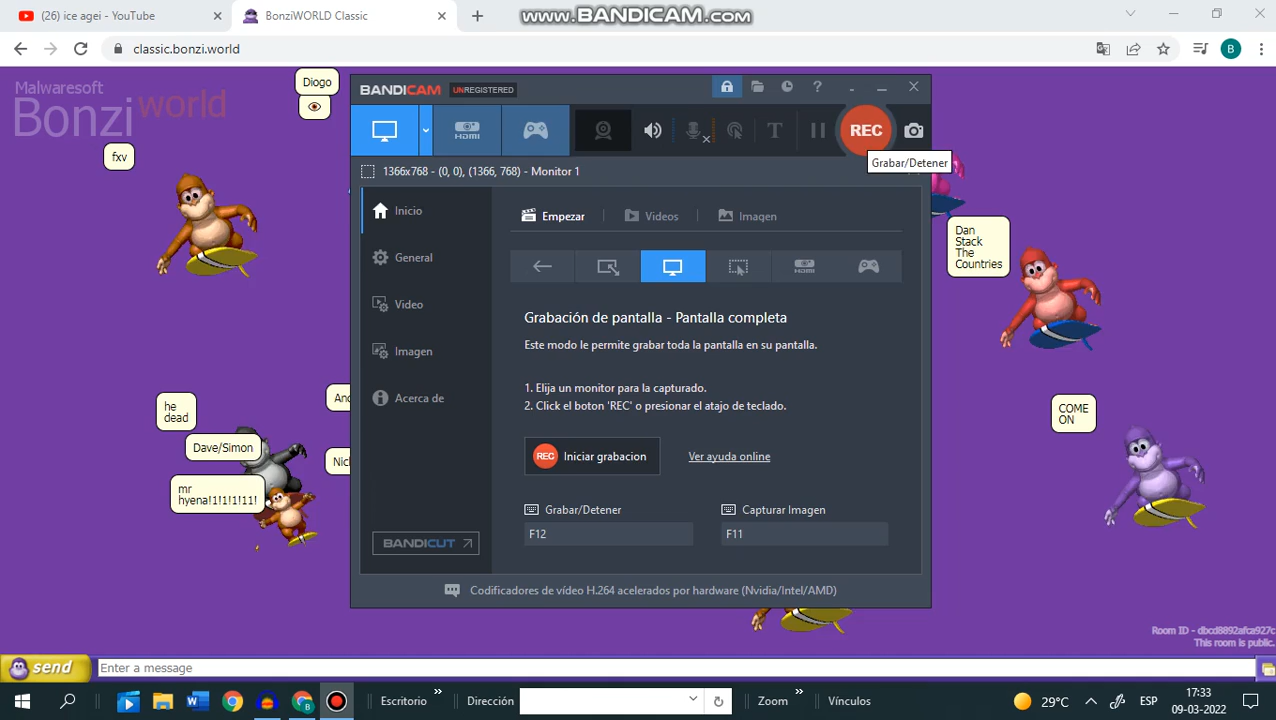 (26) ice agei - YouTube
BonziWORLD Classic
www.BANDICAM.com
classic.bonzi.world
B
Malwaresoft
Bonzi world
Diogo
fxv
BANDICAM UNREGISTERED
HDMI
T
REC
Grabar/Detener
1366x768 - (0, 0), (1366, 768) - Monitor 1
Inicio
General
Video
Imagen
Acerca de
BANDICUT
Empezar
Videos
Imagen
HDMI
Grabación de pantalla - Pantalla completa
Este modo le permite grabar toda la pantalla en su pantalla.
1. Elija un monitor para la capturado.
2. Click el boton 'REC' o presionar el atajo de teclado.
REC Iniciar grabacion
Ver ayuda online
Grabar/Detener
Capturar Imagen
F12
F11
Codificadores de vídeo H.264 acelerados por hardware (Nvidia/Intel/AMD)
Dan
Stack
The
Countries
he
dead
Dave/Simon
mr
hyena!1!1!1!11!
COME
ON
Room ID - dbcd8892afca927c
This room is public.
send
Enter a message
Escritorio
Dirección
Zoom
Vínculos
29°C
ESP
17:33
09-03-2022